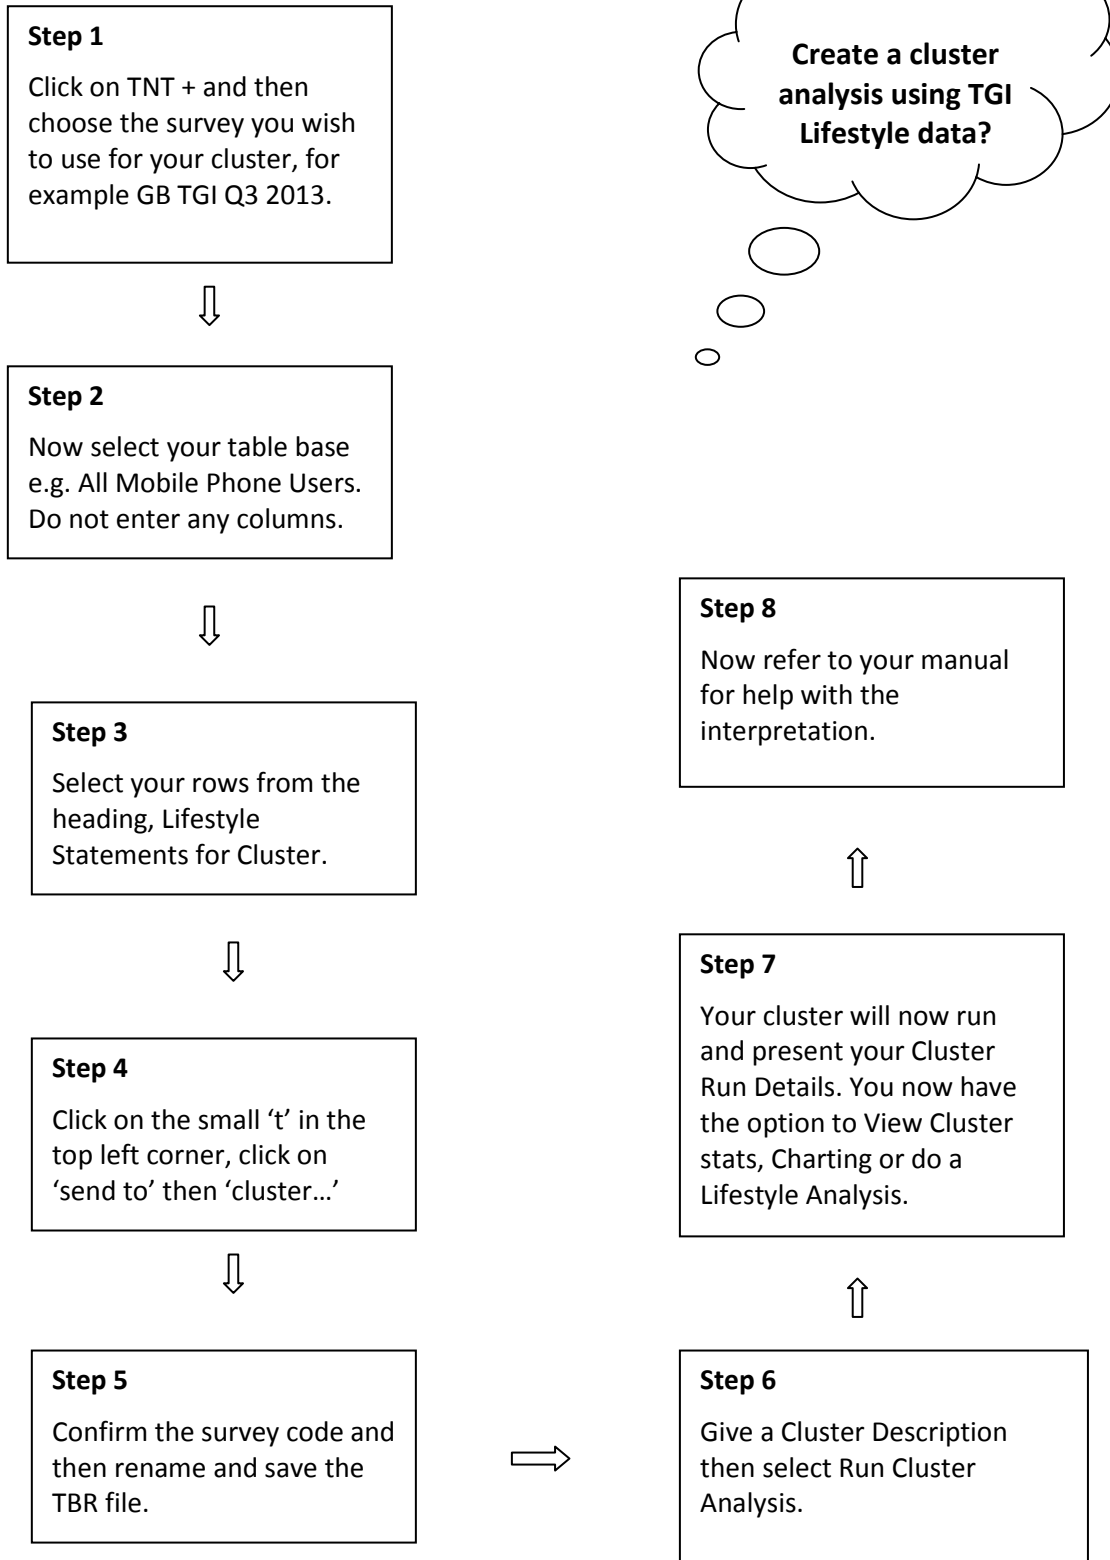 Create a cluster
analysis using TGI
Lifestyle data?
Step 1
Click on TNT + and then
choose the survey you wish
to use for your cluster, for
example GB TGI Q3 2013.
Step 2
Now select your table base
e.g. All Mobile Phone Users.
Do not enter any columns.
Step 3
Select your rows from the
heading, Lifestyle
Statements for Cluster.
Step 4
Click on the small ‘t’ in the
top left corner, click on
‘send to’ then ‘cluster…’
Step 5
Confirm the survey code and
then rename and save the
TBR file.
Step 6
Give a Cluster Description
then select Run Cluster
Analysis.
Step 7
Your cluster will now run
and present your Cluster
Run Details. You now have
the option to View Cluster
stats, Charting or do a
Lifestyle Analysis.
Step 8
Now refer to your manual
for help with the
interpretation.